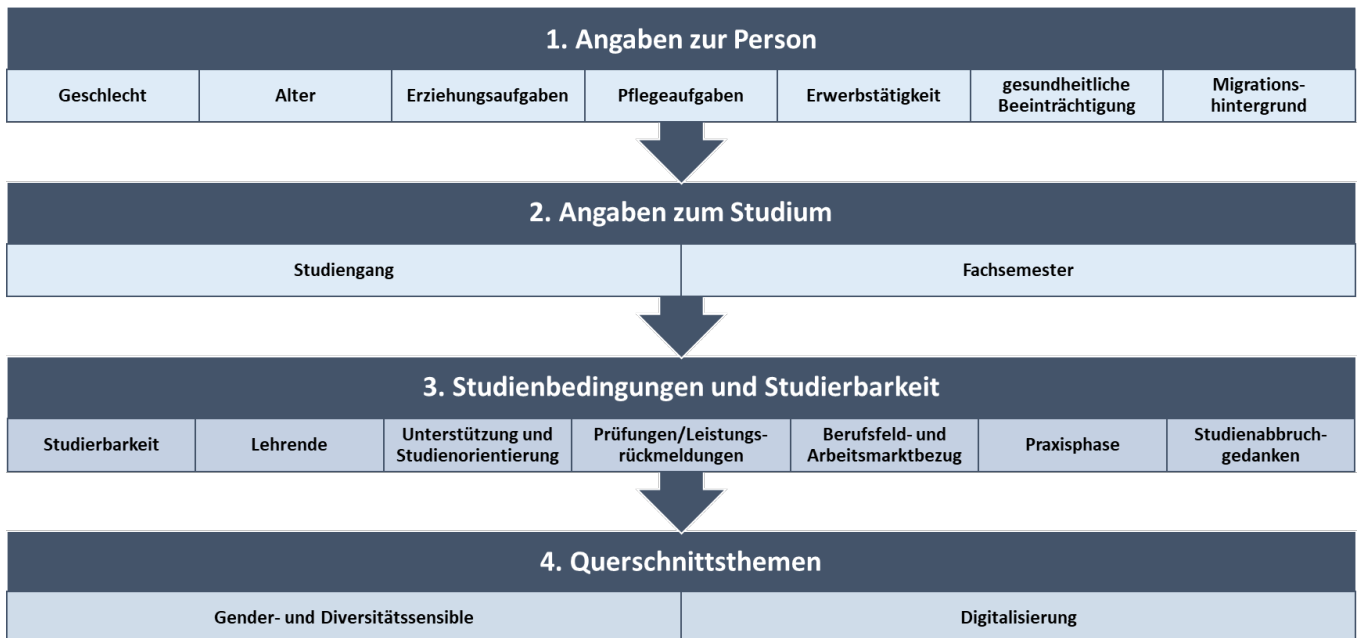 1. Angaben zur Person
Geschlecht
Alter
Erziehungsaufgaben
Pflegeaufgaben
Erwerbstätigkeit
gesundheitliche
Beeinträchtigung
Migrations-
hintergrund
2. Angaben zum Studium
Studiengang
Fachsemester
3. Studienbedingungen und Studierbarkeit
Studierbarkeit
Lehrende
Unterstützung und
Studienorientierung
Prüfungen/Leistungs-
rückmeldungen
Berufsfeld- und
Arbeitsmarktbezug
Praxisphase
Studienabbruch-
gedanken
4. Querschnittsthemen
Gender- und Diversitätssensible
Digitalisierung